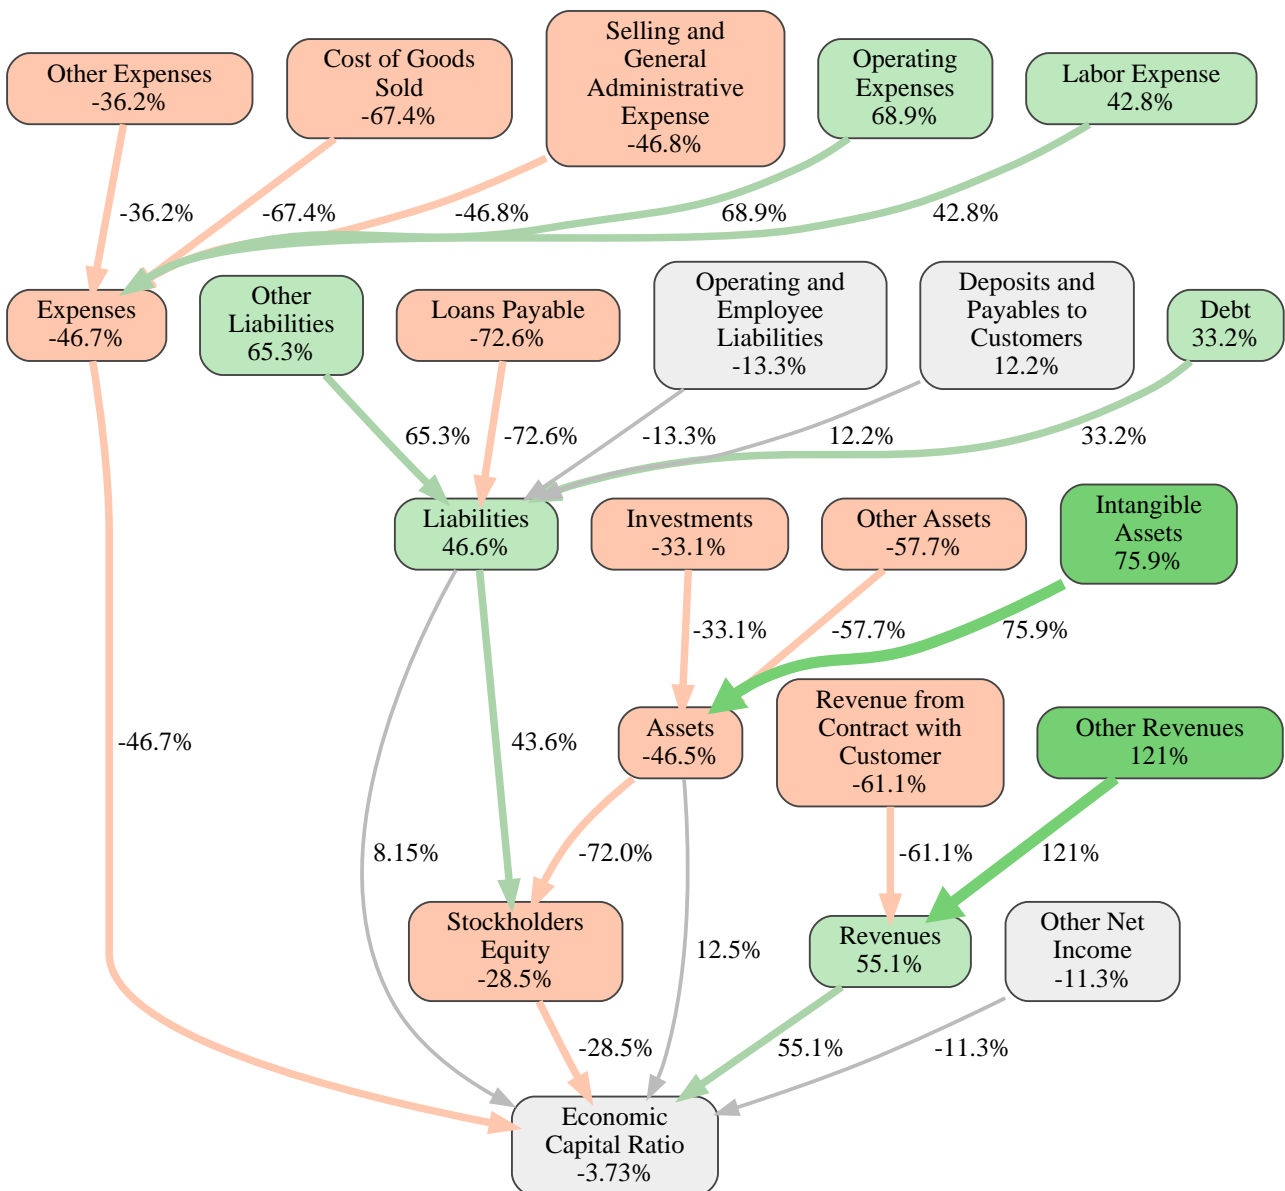 Other Expenses
-36.2%
Cost of Goods
Sold
-67.4%
Selling and
General
Administrative
Expense
-46.8%
Operating
Expenses
68.9%
Labor Expense
42.8%
-36.2%
-67.4%
-46.8%
68.9%
42.8%
Expenses
-46.7%
Other
Liabilities
65.3%
Loans Payable
-72.6%
Operating and
Employee
Liabilities
-13.3%
Deposits and
Payables to
Customers
12.2%
Debt
33.2%
65.3%
-72.6%
-13.3%
12.2%
33.2%
Liabilities
46.6%
Investments
-33.1%
Other Assets
-57.7%
Intangible
Assets
75.9%
-33.1%
-57.7%
75.9%
-46.7%
43.6%
Assets
-46.5%
Revenue from
Contract with
Customer
-61.1%
Other Revenues
121%
8.15%
-72.0%
-61.1%
121%
Stockholders
Equity
-28.5%
12.5%
Revenues
55.1%
Other Net
Income
-11.3%
-28.5%
55.1%
-11.3%
Economic
Capital Ratio
-3.73%